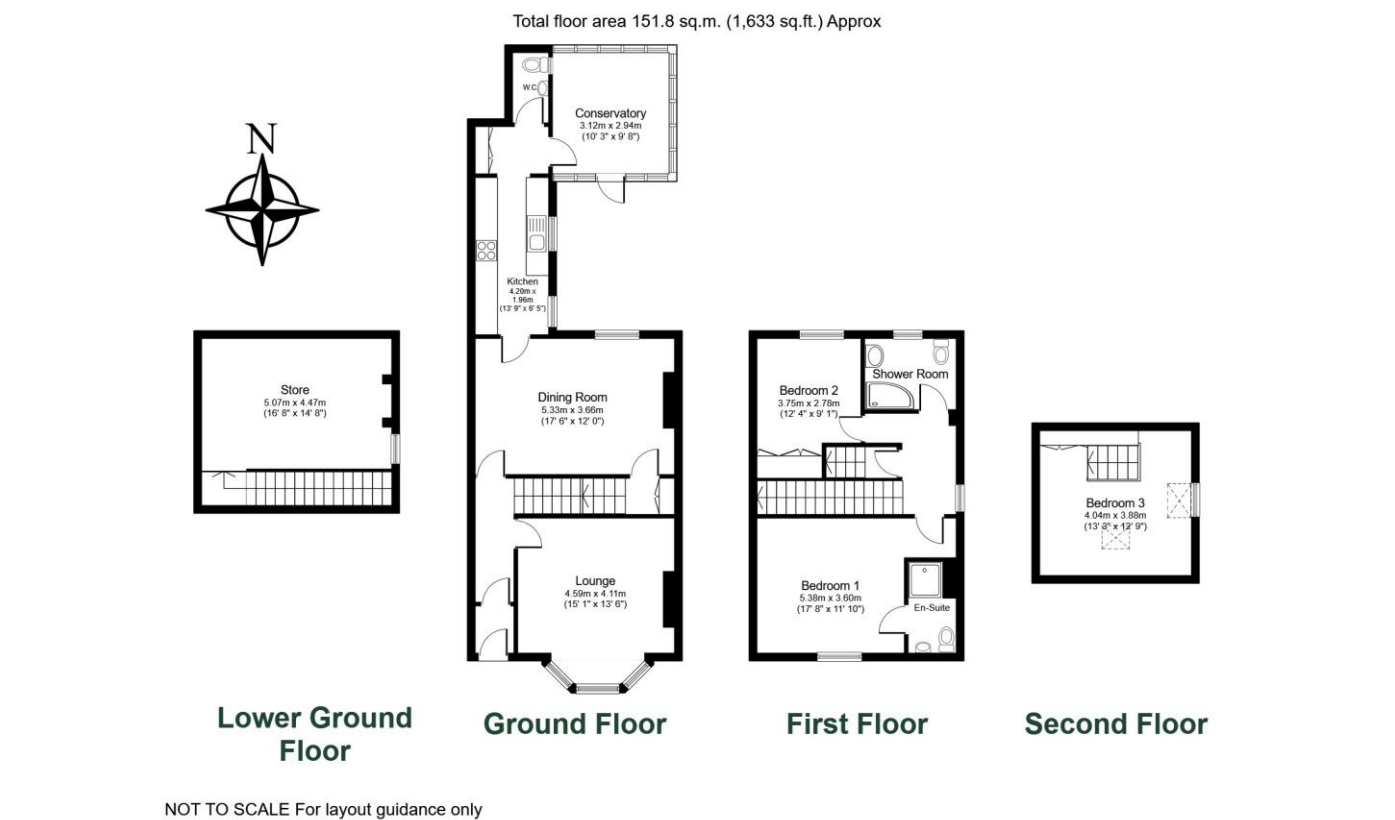 Total floor area 151.8 sq.m. (1,633 sq.ft.) Approx
N
W.C.
Conservatory
3.12m x 2.94m
(10' 3" x 9' 8")
Kitchen
4.20m x
1.96m
(13' 9" x 6' 5")
Store
5.07m x 4.47m
(16' 8" x 14' 8")
Dining Room
5.33m x 3.66m
(17' 6" x 12' 0")
Lounge
4.59m x 4.11m
(15' 1" x 13' 6")
Bedroom 2
3.75m x 2.78m
(12' 4" x 9' 1")
Shower Room
Bedroom 1
5.38m x 3.60m
(17' 8" x 11' 10")
En-Suite
Bedroom 3
4.04m x 3.88m
(13' 3" x 12' 9")
Lower Ground
Floor
Ground Floor
First Floor
Second Floor
NOT TO SCALE For layout guidance only